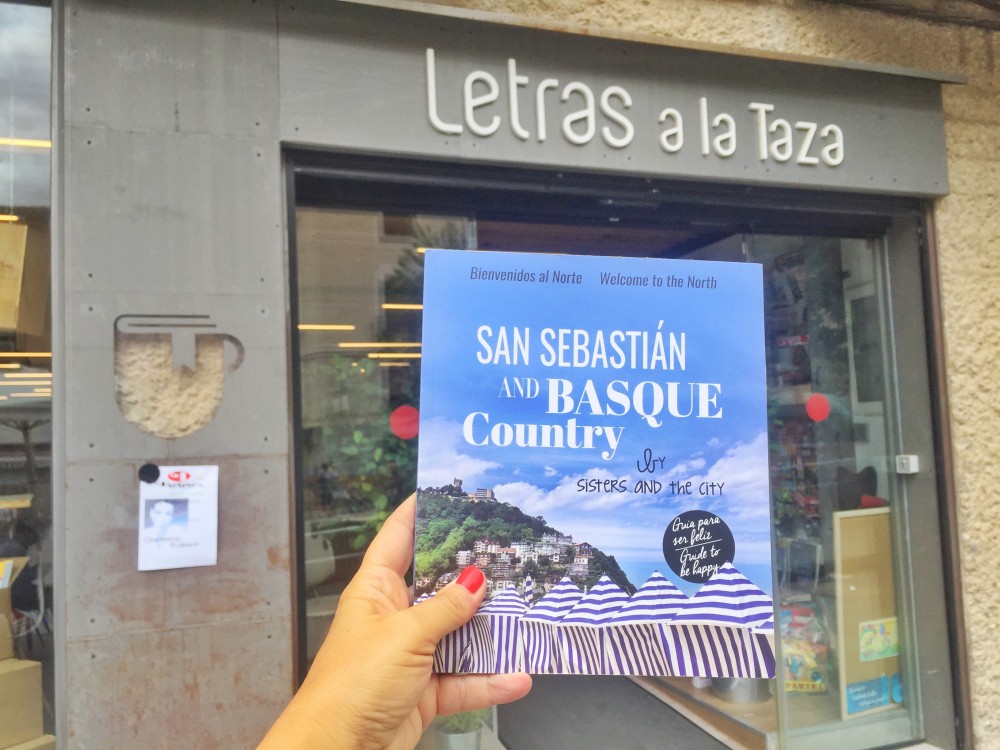 Letras a la Taza
Bienvenidos al Norte Welcome to the North
SAN SEBASTIÁN
AND BASQUE
Country
by
SISTERS AND THE CITY
Guía para
ser feliz
Guide to
be happy
PANINI